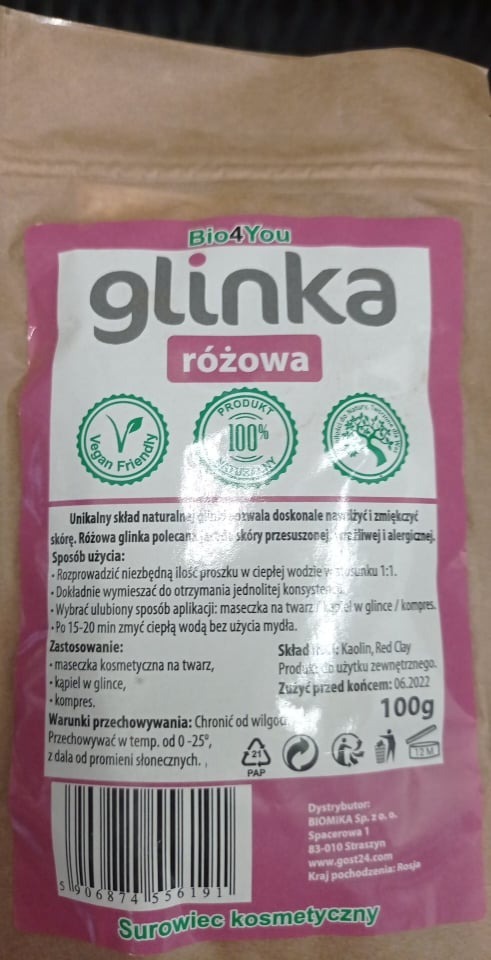 Bio4You
glinka
różowa
Vegan Friendly
PRODUKT
100%
NATURALNY
Unikalny skład naturalnej glinki pozwala doskonale nawilżyć i zmiękczyć
skórę. Różowa glinka polecana jest do skóry przesuszonej, wrażliwej i alergicznej.
Sposób użycia:
• Rozprowadzić niezbędną ilość proszku w ciepłej wodzie w stosunku 1:1.
• Dokładnie wymieszać do otrzymania jednolitej konsystencji.
• Wybrać ulubiony sposób aplikacji: maseczka na twarz / kąpiel w glince / kompres.
• Po 15-20 min zmyć ciepłą wodą bez użycia mydła.
Zastosowanie:
• maseczka kosmetyczna na twarz,
• kąpiel w glince,
• kompres.
Skład Kaolin, Red Clay
Produkt do użytku zewnętrznego.
Zużyć przed końcem: 06.2022
100g
Warunki przechowywania: Chronić od wilgoci.
Przechowywać w temp. od 0 -25°,
z dala od promieni słonecznych.
21
PAP
12 M
5 906874 556191
Dystrybutor:
BIOMIKA Sp. z o. o.
Spacerowa 1
83-010 Straszyn
www.gost24.com
Kraj pochodzenia: Rosja
Surowiec kosmetyczny